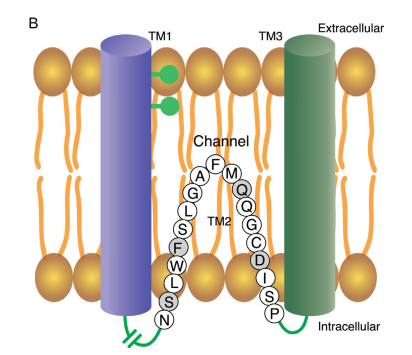 B
TM1
TM3
Extracellular
Channel
F
A
M
G
Q
L
Q
TM2
S
G
F
C
W
D
L
I
S
S
N
P
Intracellular